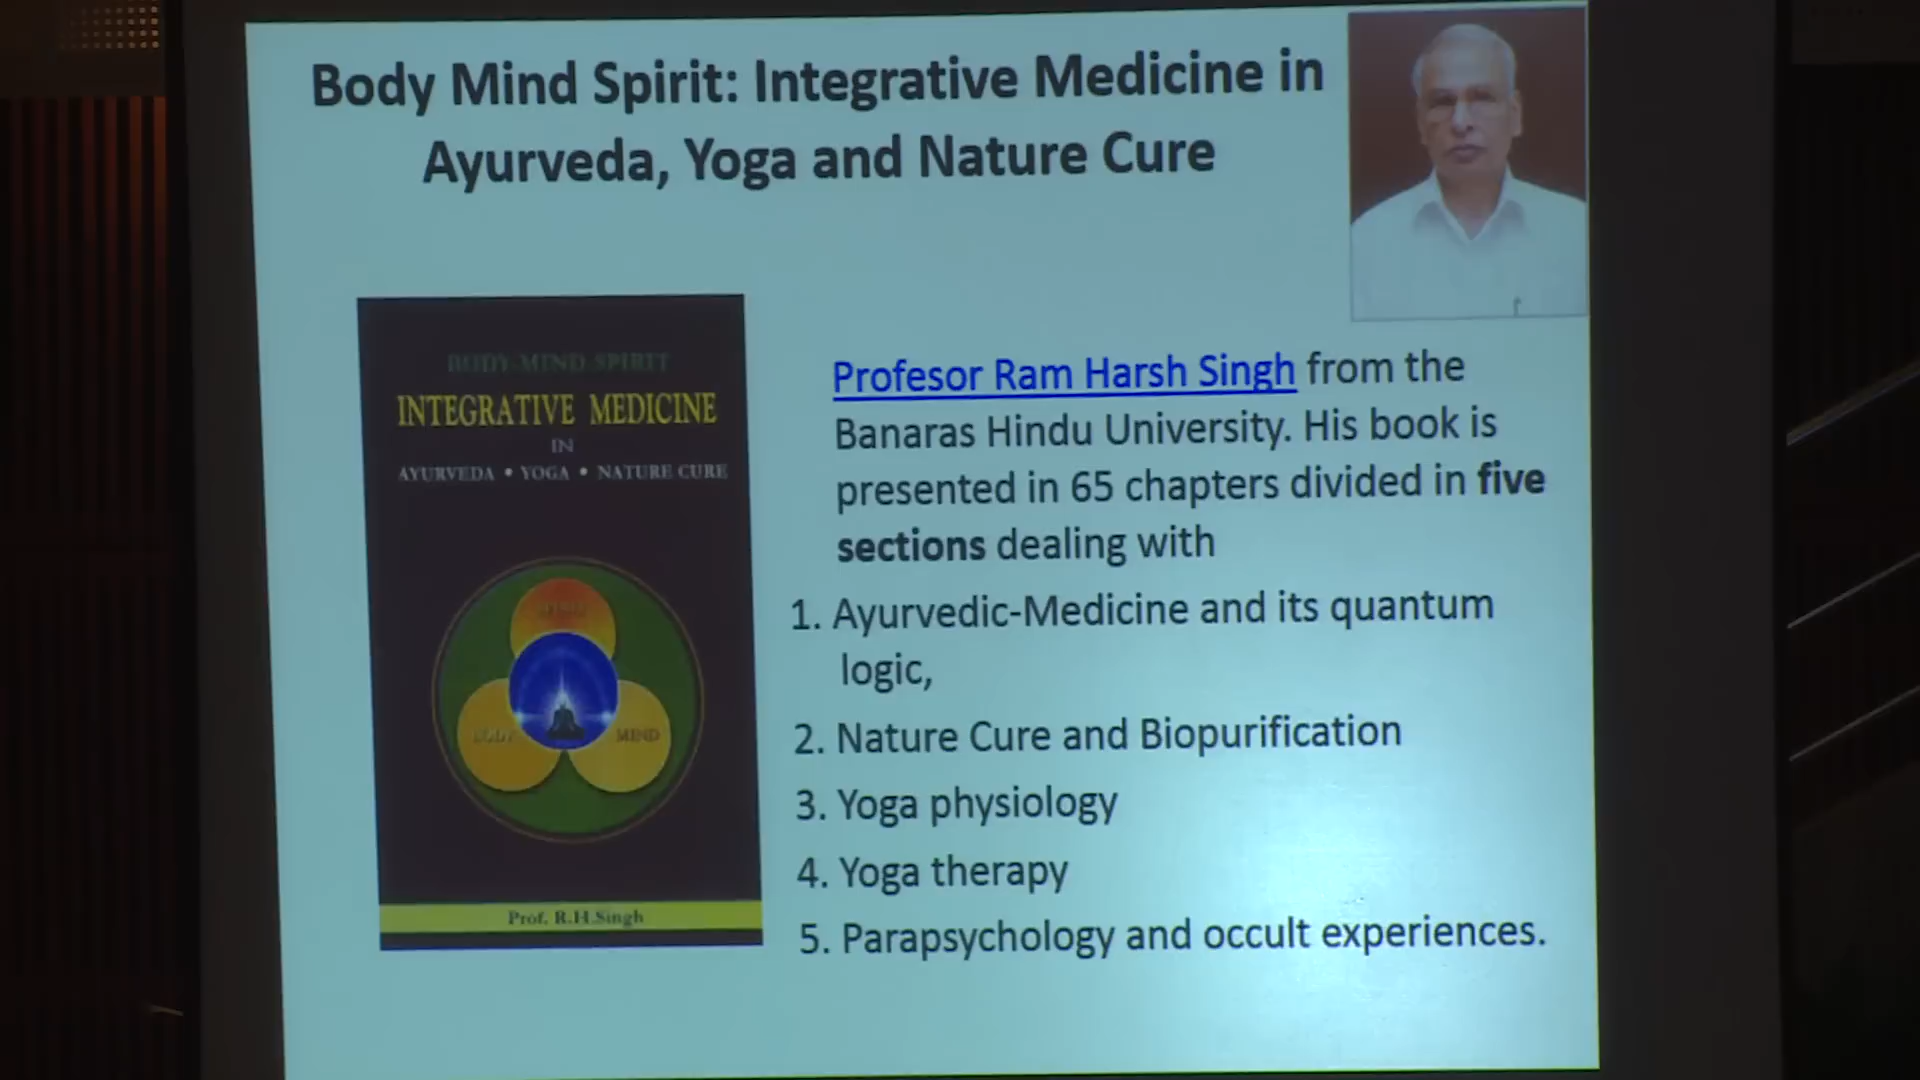 Body Mind Spirit: Integrative Medicine in
Ayurveda, Yoga and Nature Cure
BODY·MIND·SPIRIT
INTEGRATIVE MEDICINE
IN
AYURVEDA • YOGA • NATURE CURE
BODY
MIND
Prof. R.H.Singh
Profesor Ram Harsh Singh from the
Banaras Hindu University. His book is
presented in 65 chapters divided in five
sections dealing with
1. Ayurvedic-Medicine and its quantum
logic,
2. Nature Cure and Biopurification
3. Yoga physiology
4. Yoga therapy
5. Parapsychology and occult experiences.